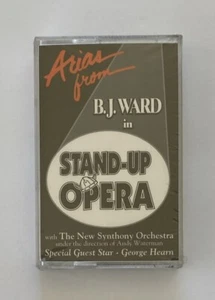 Arias
from
B.J. WARD
in
STAND-UP
OPERA
with The New Synthony Orchestra
under the direction of Andy Waterman
Special Guest Star - George Hearn